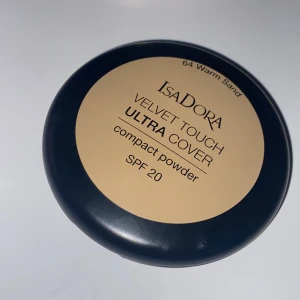 64 Warm Sand
ISADORA
VELVET TOUCH
ULTRA COVER
compact powder
SPF 20